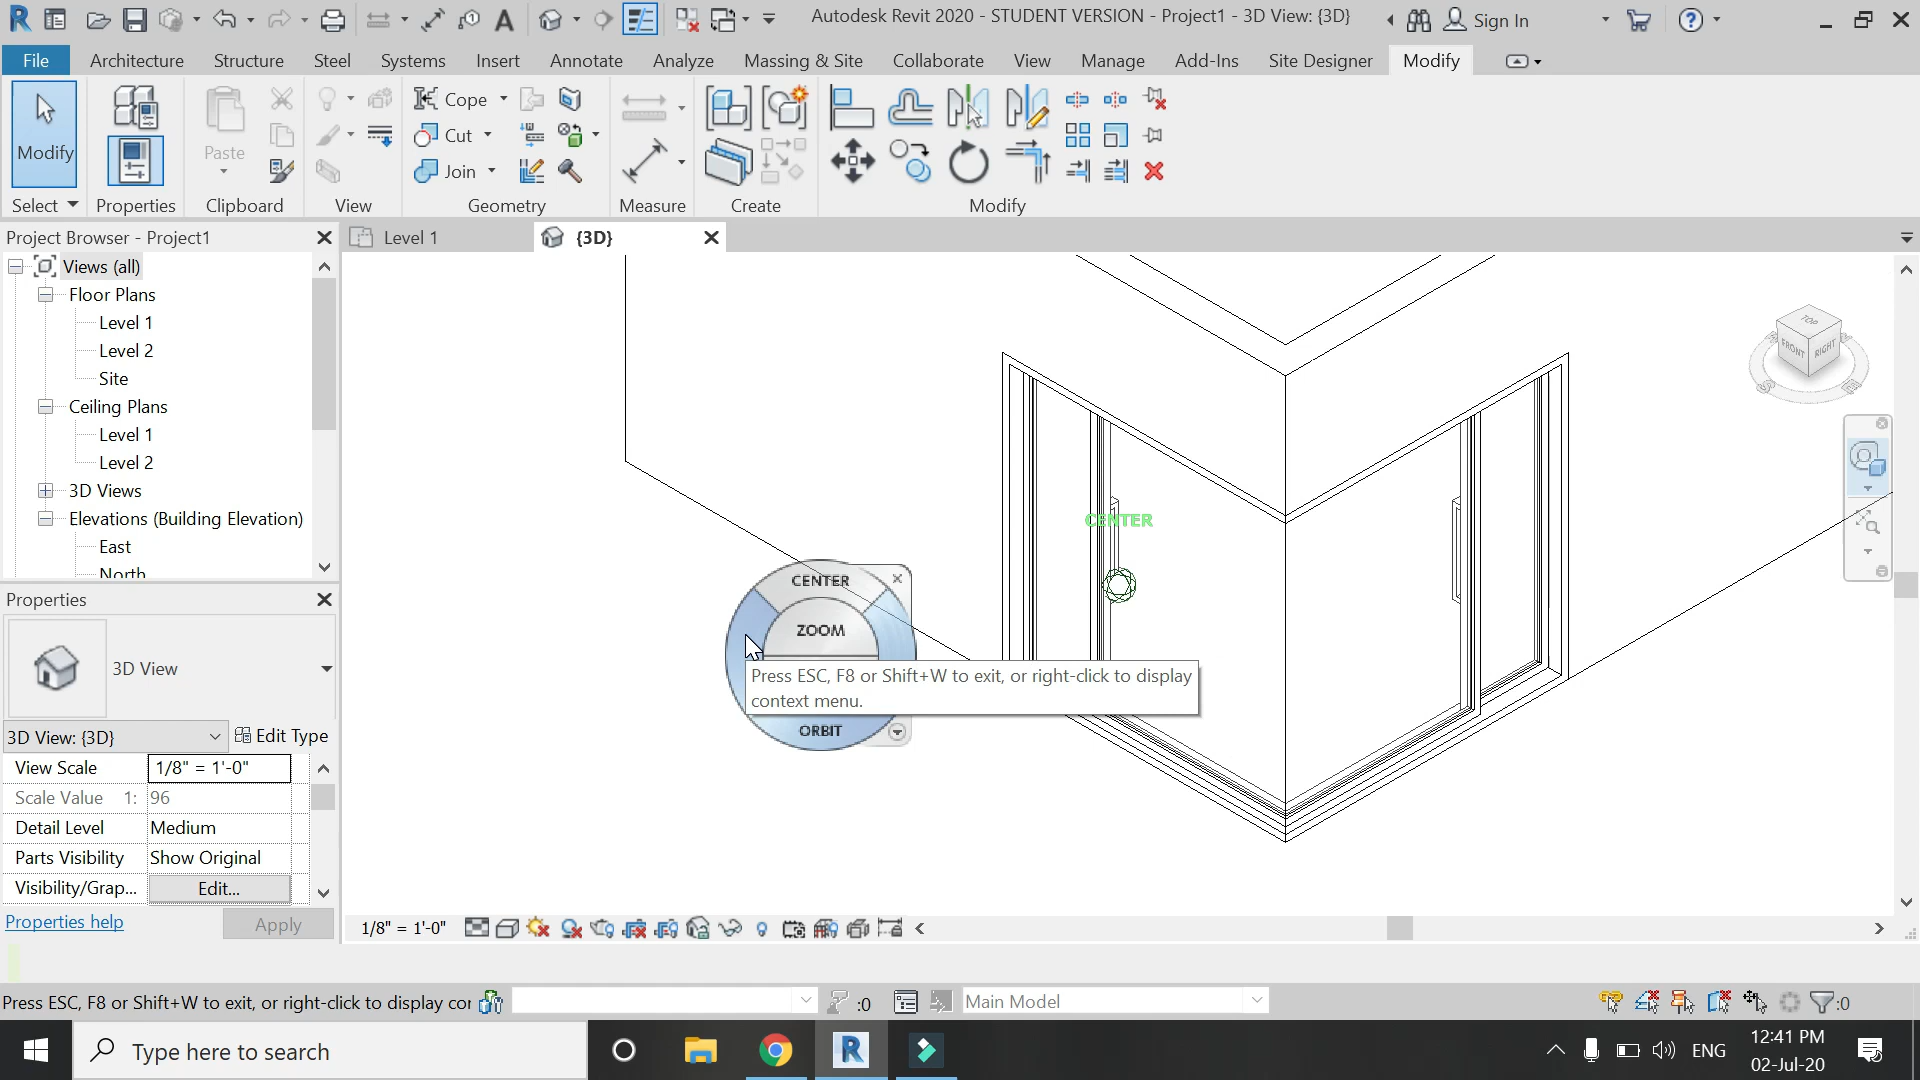 Autodesk Revit 2020 - STUDENT VERSION - Project1 - 3D View: {3D}
Sign In
File Architecture Structure Steel Systems Insert Annotate Analyze Massing & Site Collaborate View Manage Add-Ins Site Designer Modify
Modify
Paste
Cope
Cut
Join
Select Properties Clipboard View Geometry Measure Create Modify
Project Browser - Project1
Level 1
{3D}
Views (all)
Floor Plans
Level 1
Level 2
Site
Ceiling Plans
Level 1
Level 2
3D Views
Elevations (Building Elevation)
East
North
TOP
FRONT
RIGHT
S
E
CENTER
CENTER
ZOOM
Press ESC, F8 or Shift+W to exit, or right-click to display
context menu.
ORBIT
Properties
3D View
3D View: {3D}
Edit Type
View Scale 1/8" = 1'-0"
Scale Value 1: 96
Detail Level Medium
Parts Visibility Show Original
Visibility/Grap... Edit...
Properties help
Apply
1/8" = 1'-0"
Press ESC, F8 or Shift+W to exit, or right-click to display cor
:0
Main Model
:0
Type here to search
ENG
12:41 PM
02-Jul-20